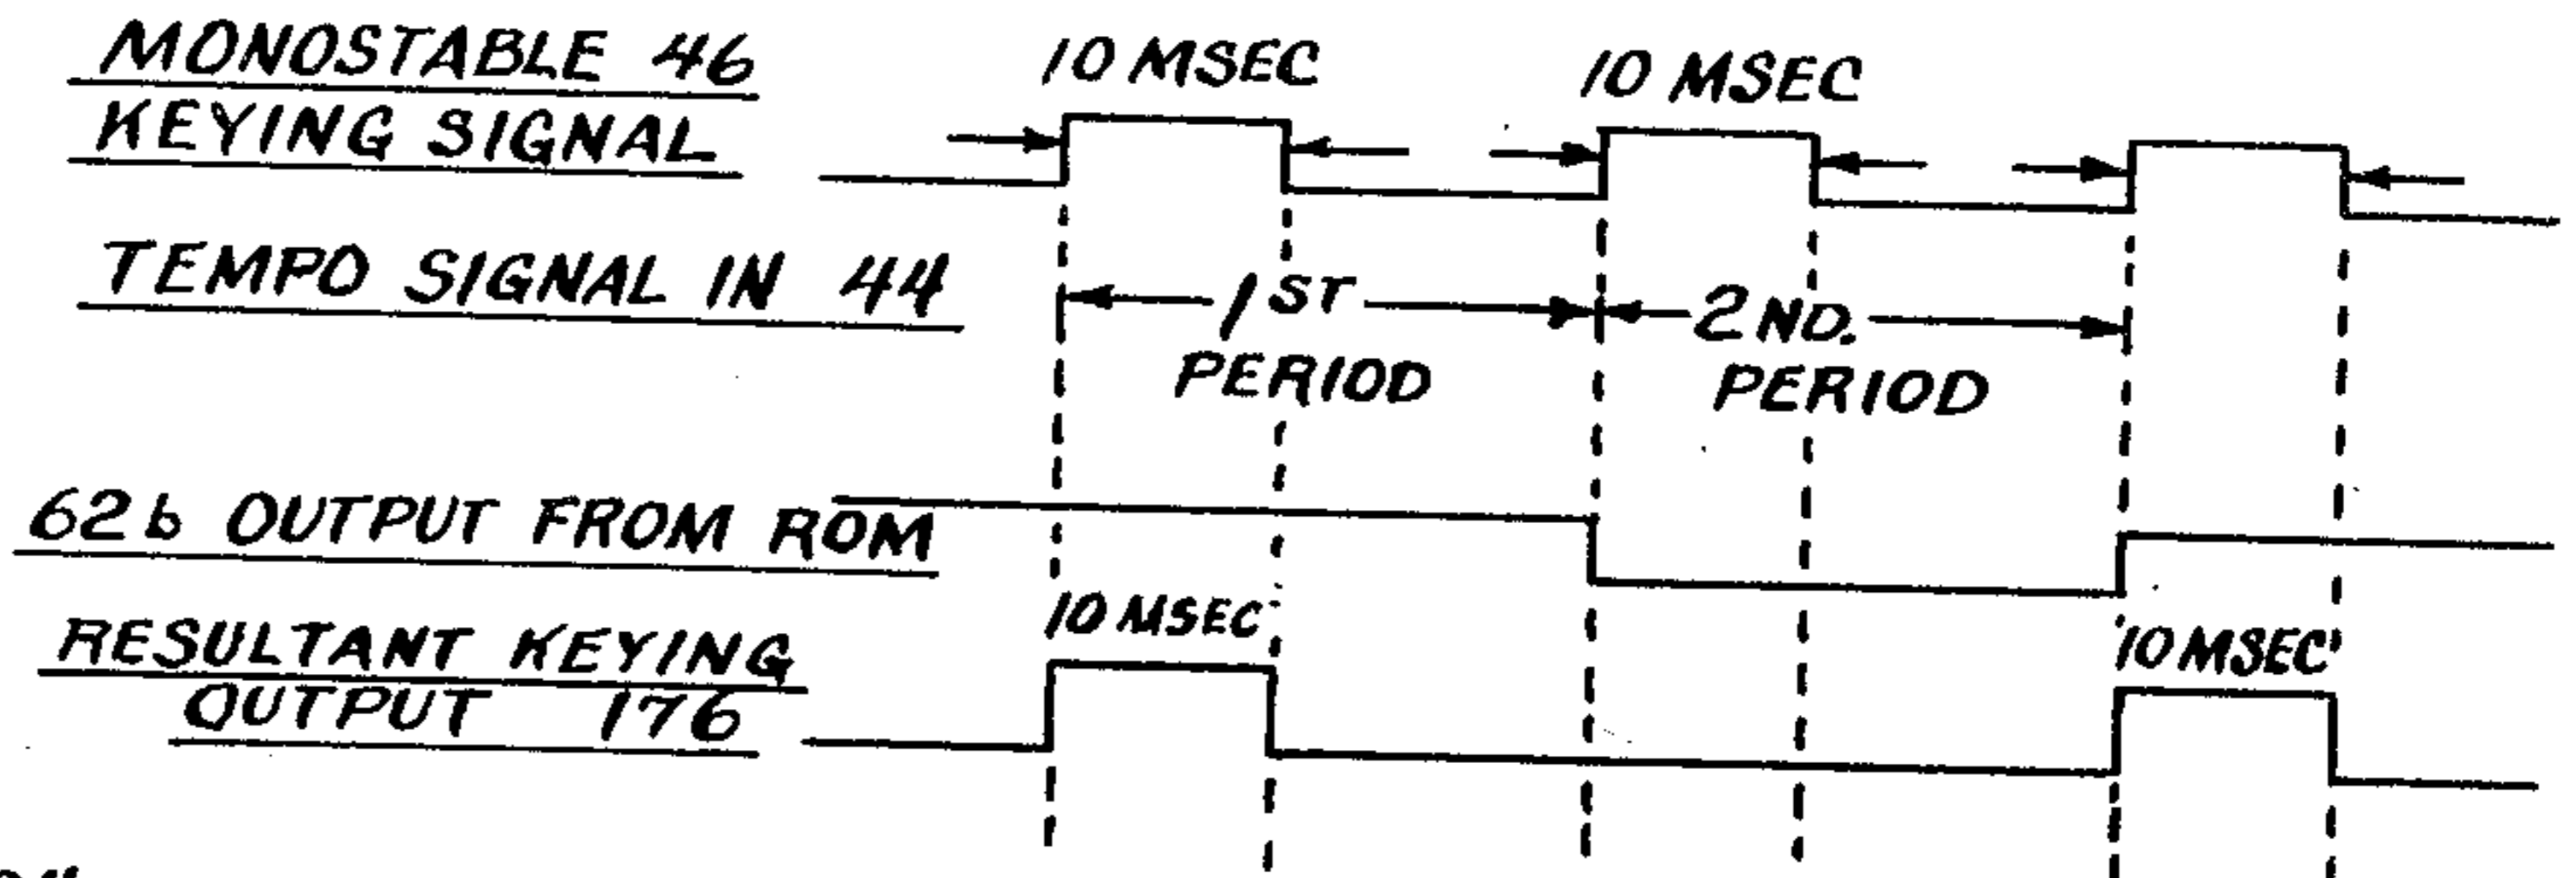 MONOSTABLE 46
KEYING SIGNAL
10 MSEC
10 MSEC
TEMPO SIGNAL IN 44
1ST
PERIOD
2ND.
PERIOD
62b OUTPUT FROM ROM
RESULTANT KEYING
OUTPUT 176
10 MSEC
10 MSEC